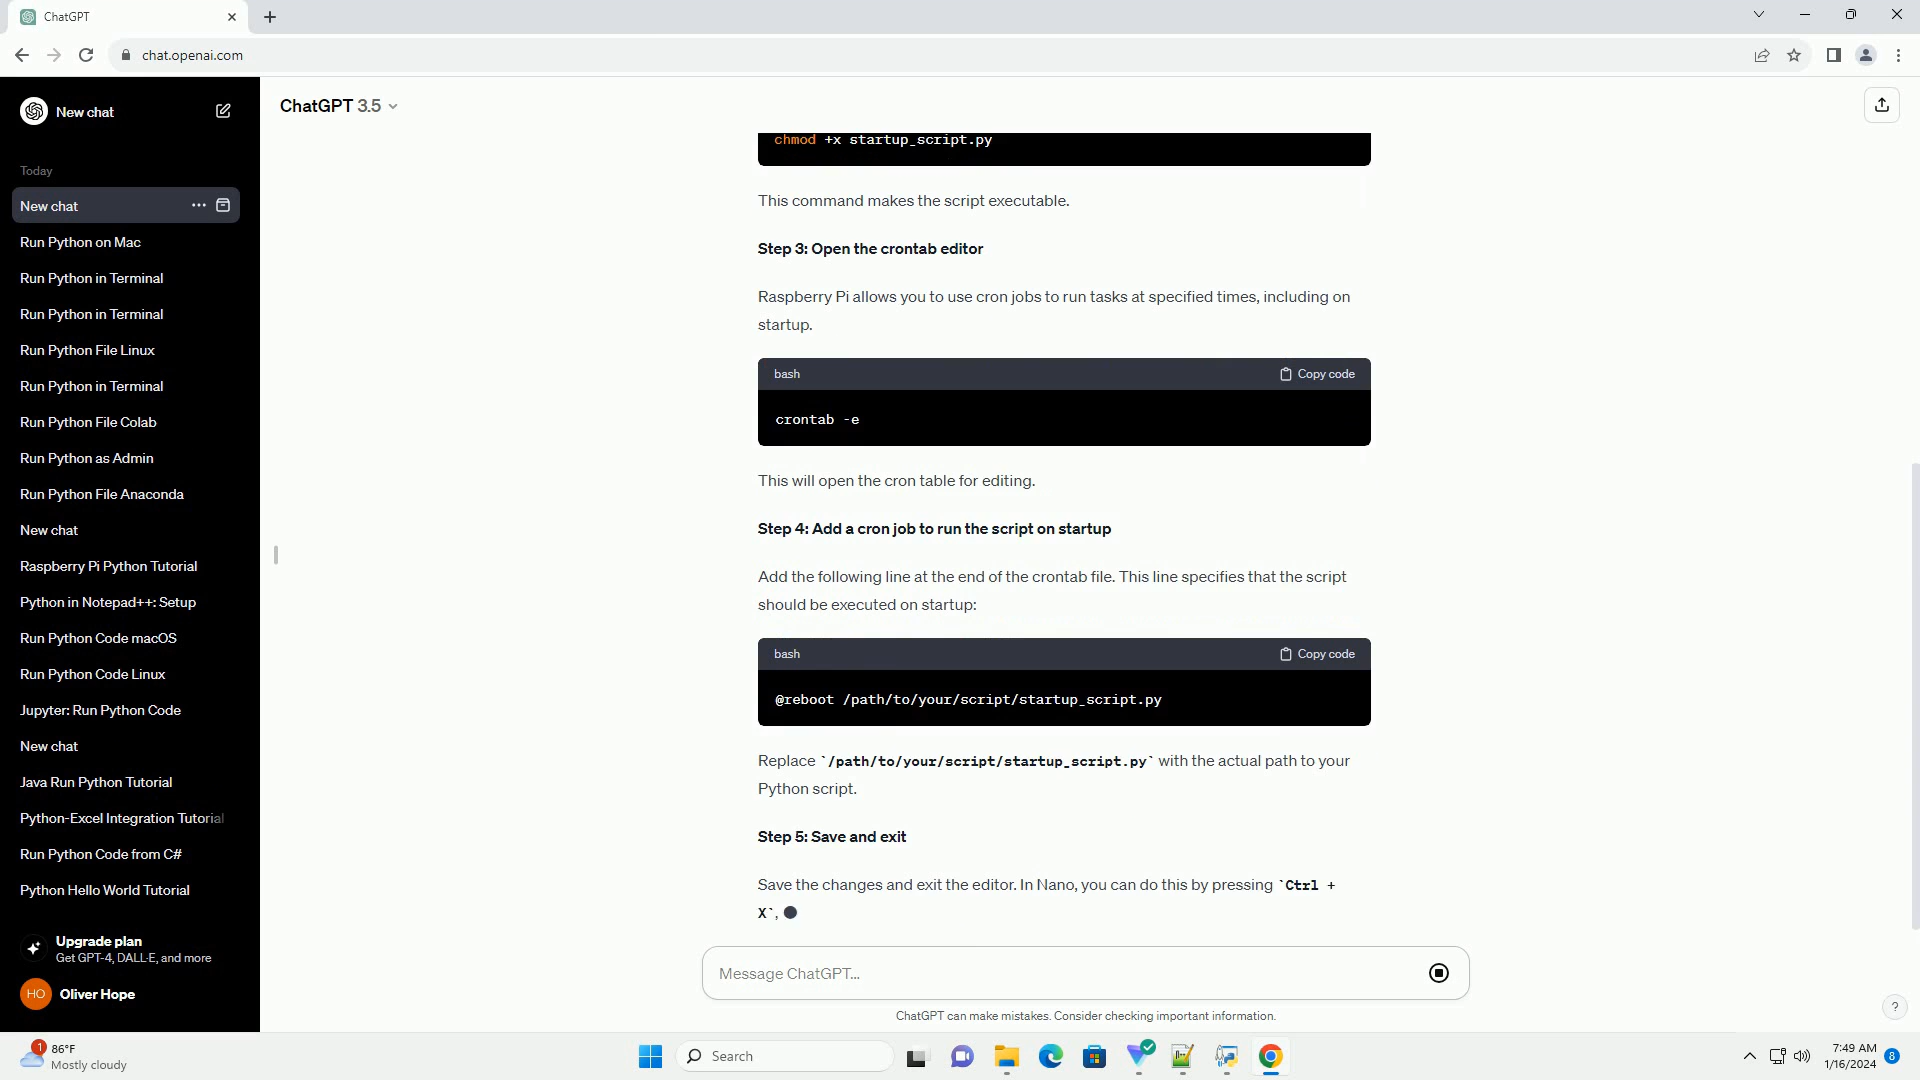 ChatGPT
chat.openai.com
New chat
ChatGPT 3.5
Today
New chat
Run Python on Mac
Run Python in Terminal
Run Python in Terminal
Run Python File Linux
Run Python in Terminal
Run Python File Colab
Run Python as Admin
Run Python File Anaconda
New chat
Raspberry Pi Python Tutorial
Python in Notepad++: Setup
Run Python Code macOS
Run Python Code Linux
Jupyter: Run Python Code
New chat
Java Run Python Tutorial
Python-Excel Integration Tutorial
Run Python Code from C#
Python Hello World Tutorial
Upgrade plan
Get GPT-4, DALL·E, and more
HO
Oliver Hope
chmod +x startup_script.py
This command makes the script executable.
Step 3: Open the crontab editor
Raspberry Pi allows you to use cron jobs to run tasks at specified times, including on
startup.
bash
Copy code
crontab -e
This will open the cron table for editing.
Step 4: Add a cron job to run the script on startup
Add the following line at the end of the crontab file. This line specifies that the script
should be executed on startup:
bash
Copy code
@reboot /path/to/your/script/startup_script.py
Replace `/path/to/your/script/startup_script.py` with the actual path to your
Python script.
Step 5: Save and exit
Save the changes and exit the editor. In Nano, you can do this by pressing `Ctrl +
X`,
Message ChatGPT...
ChatGPT can make mistakes. Consider checking important information.
?
1
86°F
Mostly cloudy
Search
7:49 AM
1/16/2024
8